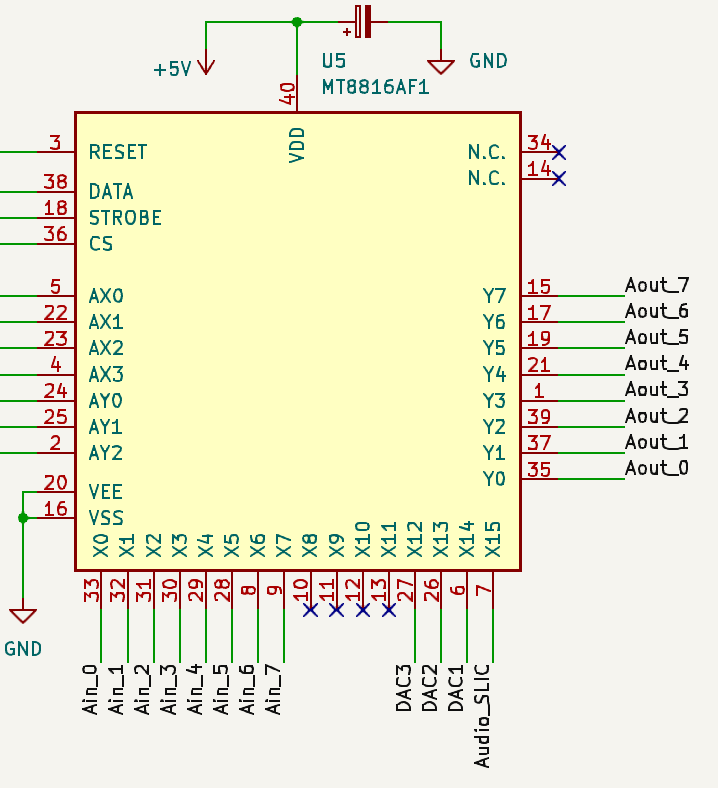 +5V
+
U5
MT8816AF1
GND
40
VDD
3 RESET
38 DATA
18 STROBE
36 CS
5 AX0
22 AX1
23 AX2
4 AX3
24 AY0
25 AY1
2 AY2
20 VEE
16 VSS
GND
N.C. 34
N.C. 14
Y7 15 Aout_7
Y6 17 Aout_6
Y5 19 Aout_5
Y4 21 Aout_4
Y3 1 Aout_3
Y2 39 Aout_2
Y1 37 Aout_1
Y0 35 Aout_0
X0 33 Ain_0
X1 32 Ain_1
X2 31 Ain_2
X3 30 Ain_3
X4 29 Ain_4
X5 28 Ain_5
X6 8 Ain_6
X7 9 Ain_7
X8 10
X9 11
X10 12
X11 13
X12 27 DAC3
X13 26 DAC2
X14 6 DAC1
X15 7 Audio_SLIC